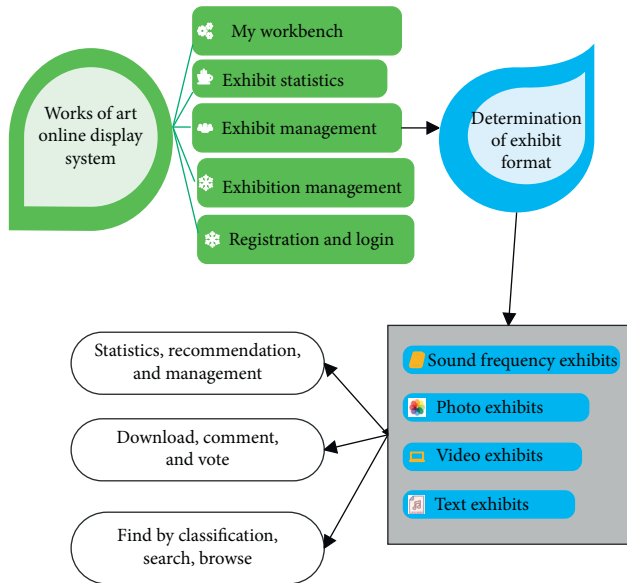 My workbench
Exhibit statistics
Works of art
online display
system
Exhibit management
Exhibition management
Registration and login
Determination
of exhibit
format
Sound frequency exhibits
Photo exhibits
Video exhibits
Text exhibits
Statistics, recommendation,
and management
Download, comment,
and vote
Find by classification,
search, browse